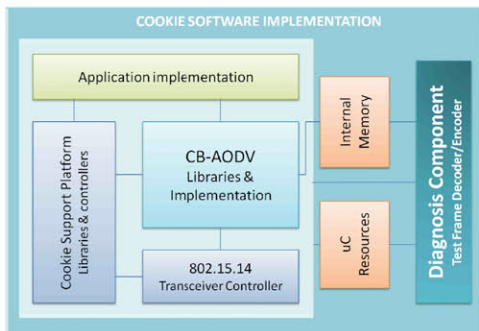 COOKIE SOFTWARE IMPLEMENTATION
Application implementation
Cookie Support Platform
Libraries & controllers
CB-AODV
Libraries &
Implementation
802.15.14
Transceiver Controller
Internal
Memory
uC
Resources
Diagnosis Component
Test Frame Decoder/Encoder